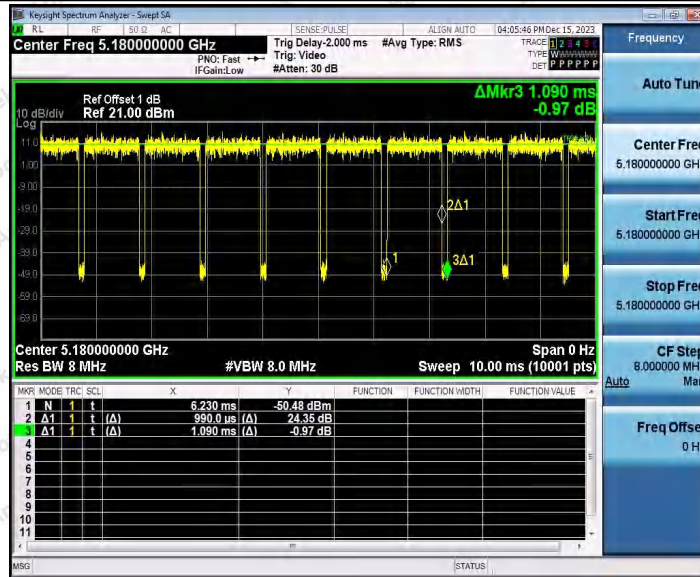 Keysight Spectrum Analyzer - Swept SA
RL RF 50 Ω AC SENSE:PULSE ALIGN AUTO 04:05:46 PM Dec 15, 2023
Center Freq 5.180000000 GHz
PNO: Fast
IFGain:Low
Trig Delay-2.000 ms
Trig: Video
#Atten: 30 dB
#Avg Type: RMS
TRACE 1 2 3 4 5 6
TYPE WWWWWW
DET P P P P P P
ΔMkr3 1.090 ms
-0.97 dB
Ref Offset 1 dB
10 dB/div Ref 21.00 dBm
Log
11.0
1.00
-9.00
-19.0
-29.0
-39.0
-49.0
-59.0
-69.0
2Δ1
1
3Δ1
Center 5.180000000 GHz Span 0 Hz
Res BW 8 MHz #VBW 8.0 MHz Sweep 10.00 ms (10001 pts)
MKR MODE TRC SCL X Y FUNCTION FUNCTION WIDTH FUNCTION VALUE
1 N 1 t 6.230 ms -50.48 dBm
2 Δ1 1 t (Δ) 990.0 µs (Δ) 24.35 dB
3 Δ1 1 t (Δ) 1.090 ms (Δ) -0.97 dB
4
5
6
7
8
9
10
11
MSG STATUS
Frequency
Auto Tun
Center Fre
5.180000000 GH
Start Fre
5.180000000 GH
Stop Fre
5.180000000 GH
CF Step
8.000000 MH
Auto Ma
Freq Offse
0 H